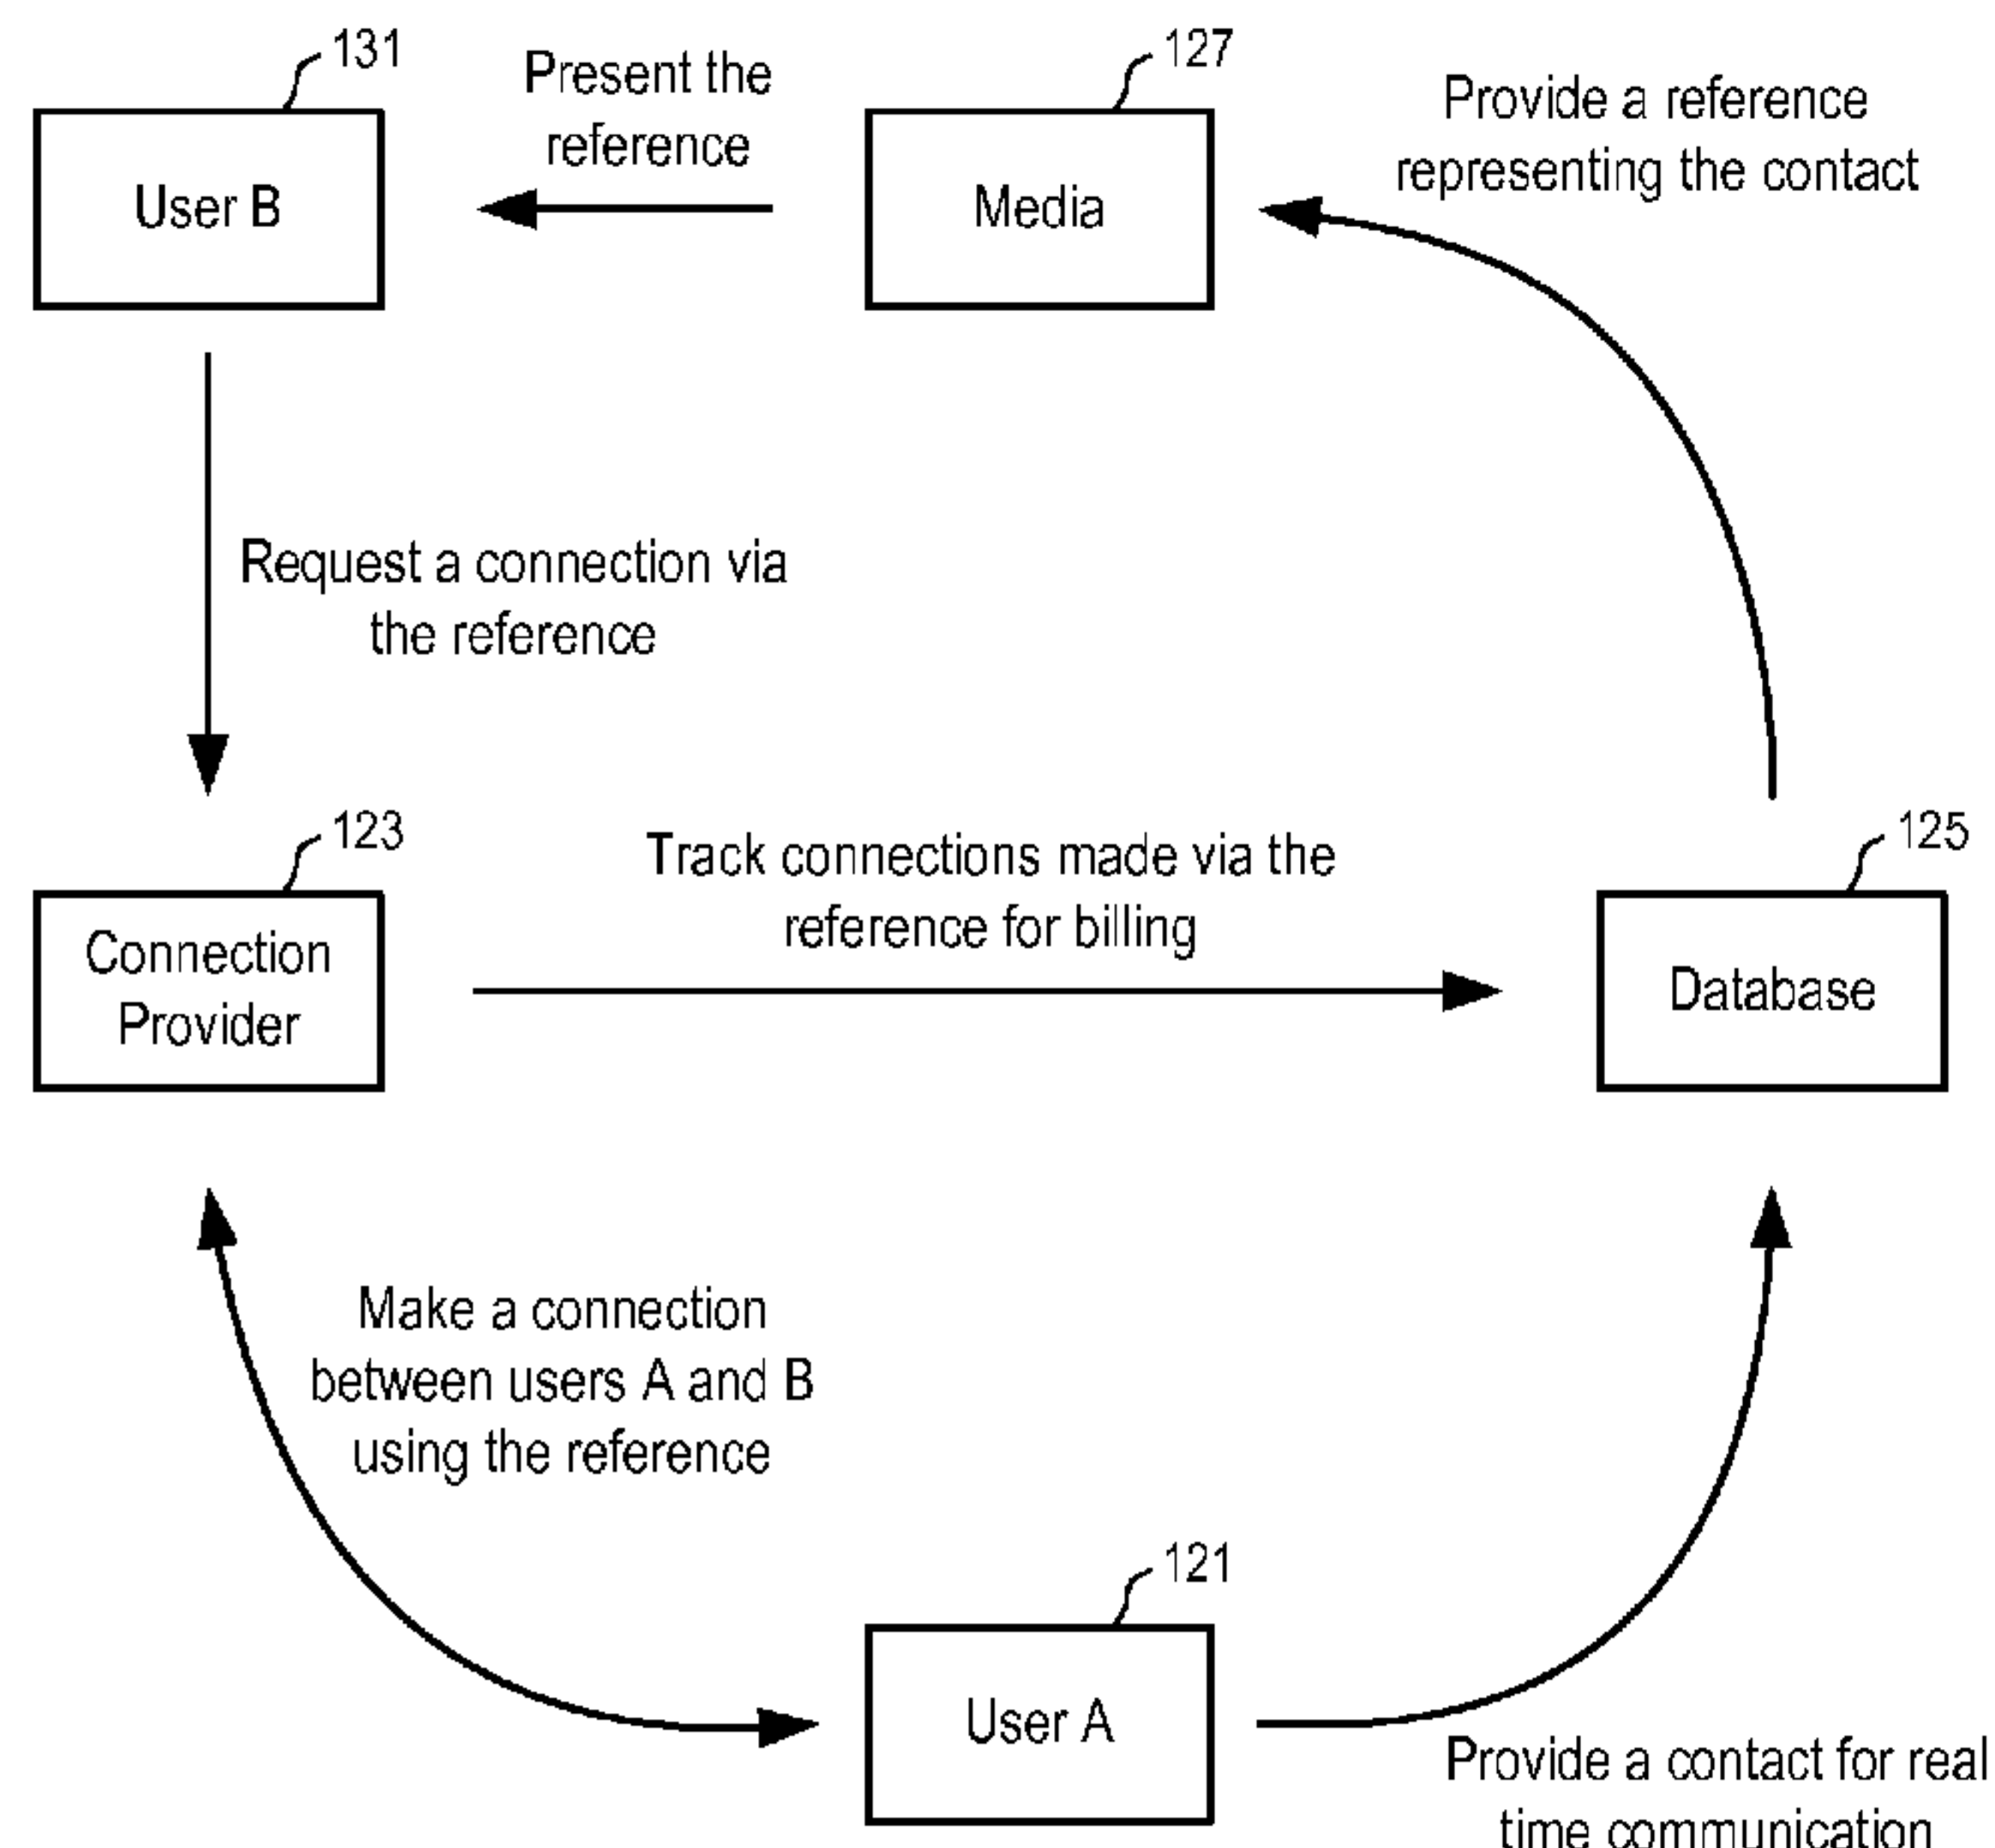 131
Present the
reference
127
Provide a reference
representing the contact
User B
Media
Request a connection via
the reference
123
Track connections made via the
reference for billing
125
Connection
Provider
Database
Make a connection
between users A and B
using the reference
121
User A
Provide a contact for real
time communication